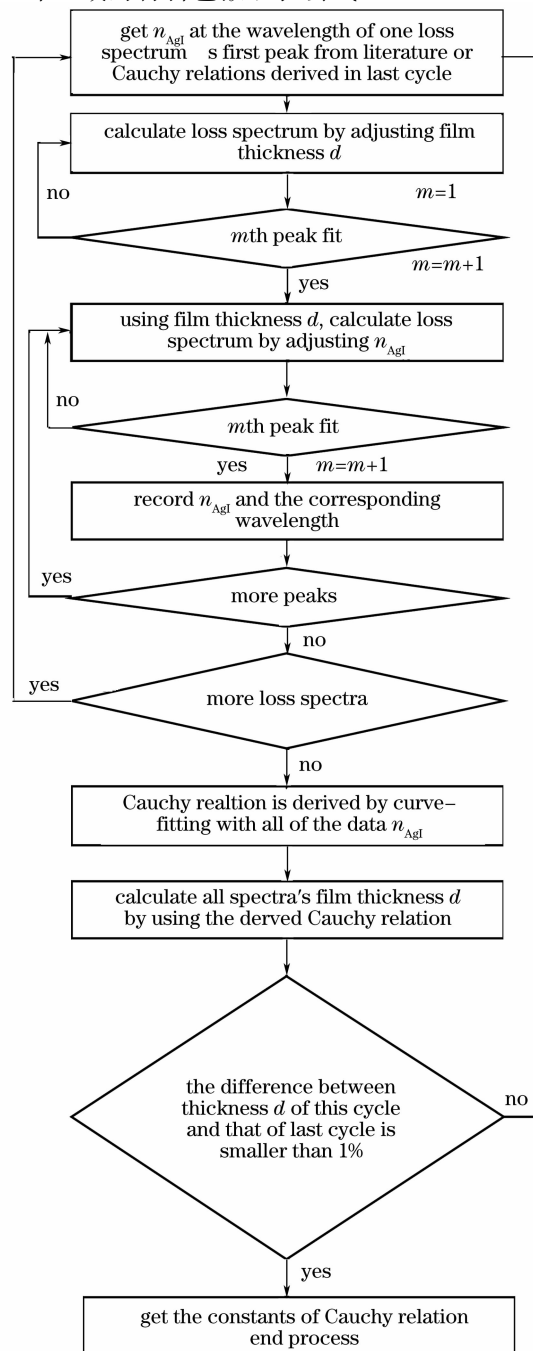 get n_AgI at the wavelength of one loss
spectrum s first peak from literature or
Cauchy relations derived in last cycle
calculate loss spectrum by adjusting film
thickness d
no
m=1
mth peak fit
m=m+1
yes
using film thickness d, calculate loss
spectrum by adjusting n_AgI
no
mth peak fit
yes
m=m+1
record n_AgI and the corresponding
wavelength
yes
more peaks
no
yes
more loss spectra
no
Cauchy realtion is derived by curve-
fitting with all of the data n_AgI
calculate all spectra's film thickness d
by using the derved Cauchy relation
the difference between
thickness d of this cycle
and that of last cycle is
smaller than 1%
no
yes
get the constants of Cauchy relation
end process